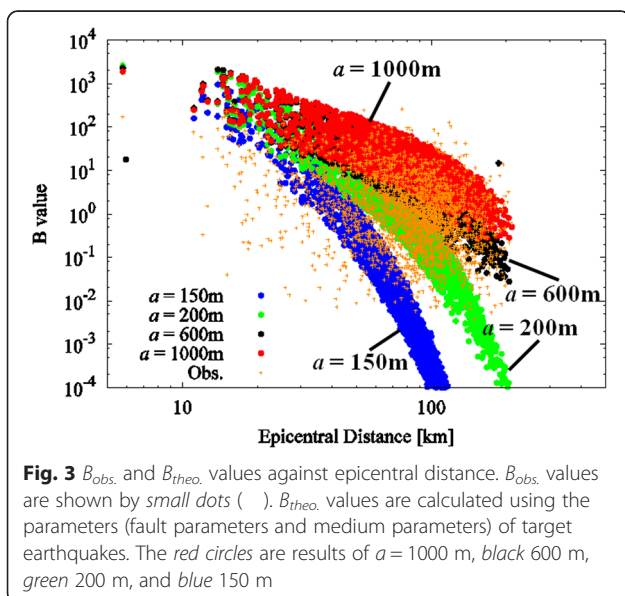 10^4
10^3
10^2
10^1
10^0
10^-1
10^-2
10^-3
10^-4
B value
a = 1000m
a = 600m
a = 200m
a = 150m
a = 150m
a = 200m
a = 600m
a = 1000m
Obs.
10
100
Epicentral Distance [km]
Fig. 3 B_obs. and B_theo. values against epicentral distance. B_obs. values
are shown by small dots ( ). B_theo. values are calculated using the
parameters (fault parameters and medium parameters) of target
earthquakes. The red circles are results of a = 1000 m, black 600 m,
green 200 m, and blue 150 m